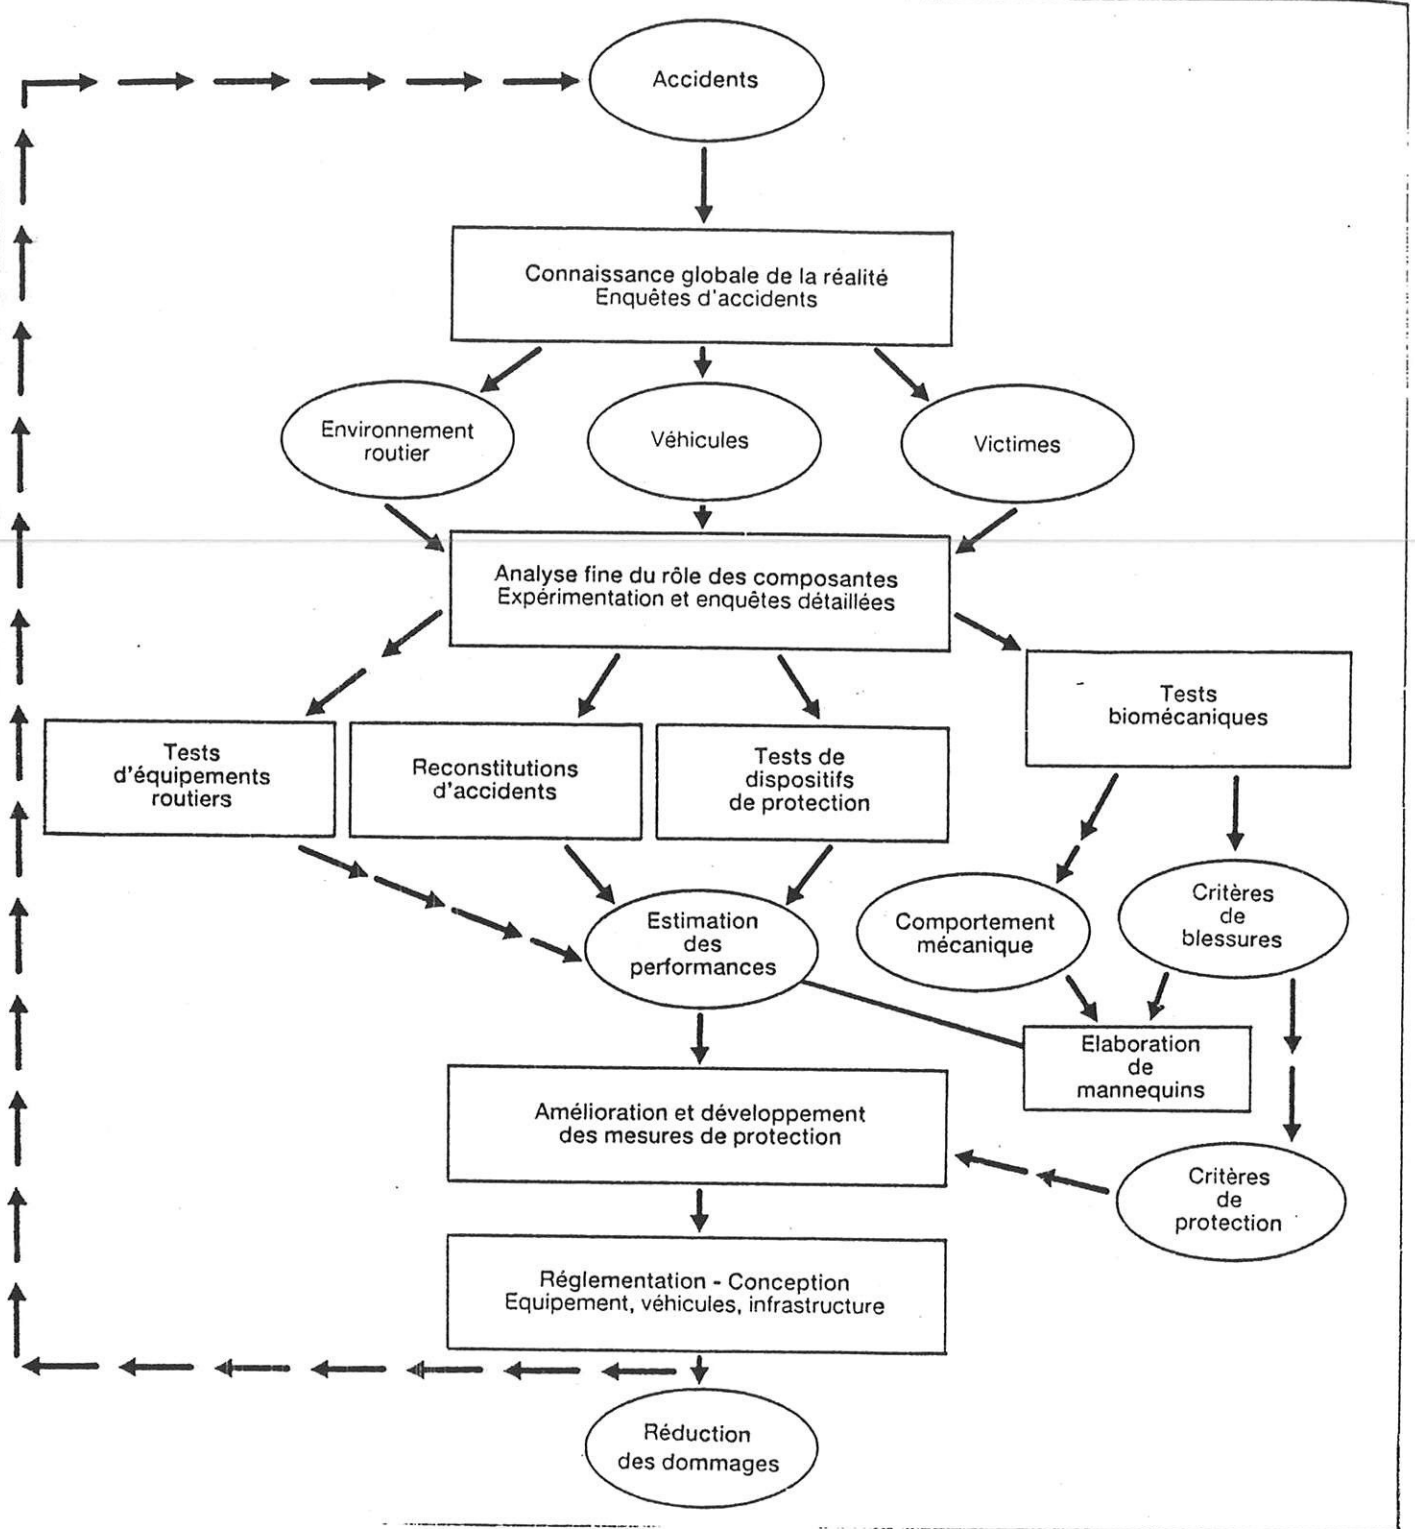 Accidents
Connaissance globale de la réalité
Enquêtes d'accidents
Environnement
routier
Véhicules
Victimes
Analyse fine du rôle des composantes
Expérimentation et enquêtes détaillées
Tests
biomécaniques
Tests
d'équipements
routiers
Reconstitutions
d'accidents
Tests de
dispositifs
de protection
Estimation
des
performances
Comportement
mécanique
Critères
de
blessures
Elaboration
de
mannequins
Amélioration et développement
des mesures de protection
Critères
de
protection
Réglementation - Conception
Equipement, véhicules, infrastructure
Réduction
des dommages